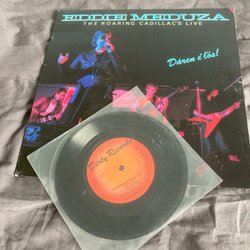 EDDIE MEDUZA
THE ROARING CADILLAC'S LIVE
Dåren é lös!
Dirty Records